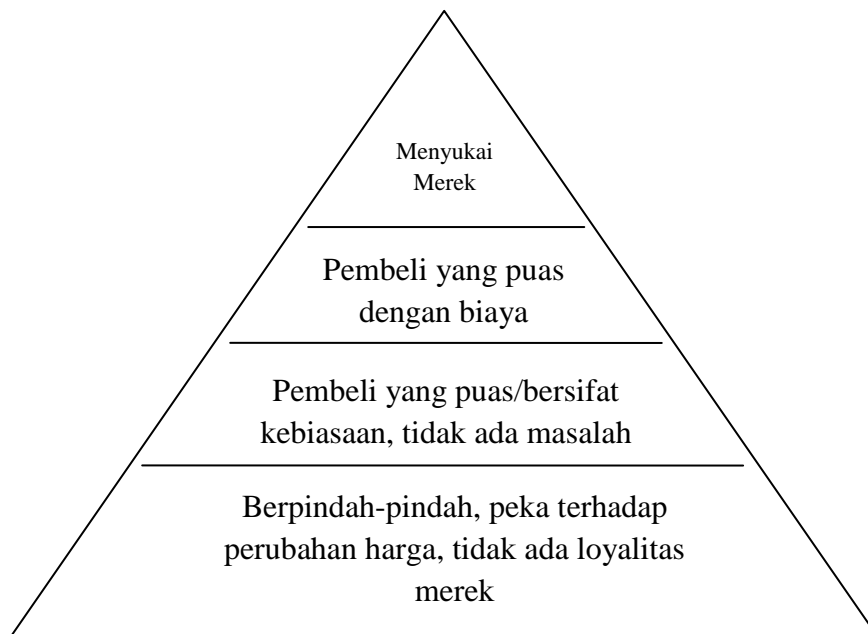 Menyukai
Merek
Pembeli yang puas
dengan biaya
Pembeli yang puas/bersifat
kebiasaan, tidak ada masalah
Berpindah-pindah, peka terhadap
perubahan harga, tidak ada loyalitas
merek